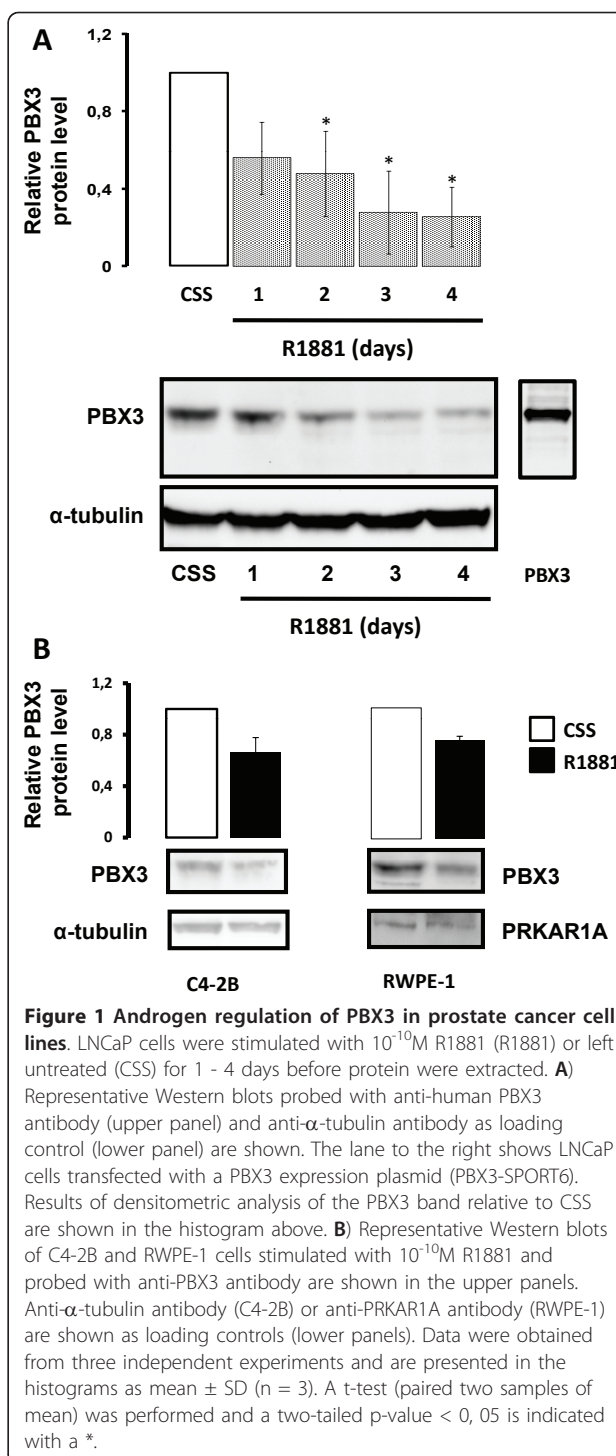 A
1,2
0,8
0,4
0
Relative PBX3
protein level
*
*
*
CSS 1 2 3 4
R1881 (days)
PBX3
α-tubulin
CSS 1 2 3 4 PBX3
R1881 (days)
B
1,2
0,8
0,4
0
Relative PBX3
protein level
CSS
R1881
PBX3 PBX3
α-tubulin PRKAR1A
C4-2B RWPE-1
Figure 1 Androgen regulation of PBX3 in prostate cancer cell
lines. LNCaP cells were stimulated with 10⁻¹⁰M R1881 (R1881) or left
untreated (CSS) for 1 - 4 days before protein were extracted. A)
Representative Western blots probed with anti-human PBX3
antibody (upper panel) and anti-α-tubulin antibody as loading
control (lower panel) are shown. The lane to the right shows LNCaP
cells transfected with a PBX3 expression plasmid (PBX3-SPORT6).
Results of densitometric analysis of the PBX3 band relative to CSS
are shown in the histogram above. B) Representative Western blots
of C4-2B and RWPE-1 cells stimulated with 10⁻¹⁰M R1881 and
probed with anti-PBX3 antibody are shown in the upper panels.
Anti-α-tubulin antibody (C4-2B) or anti-PRKAR1A antibody (RWPE-1)
are shown as loading controls (lower panels). Data were obtained
from three independent experiments and are presented in the
histograms as mean ± SD (n = 3). A t-test (paired two samples of
mean) was performed and a two-tailed p-value < 0, 05 is indicated
with a *.